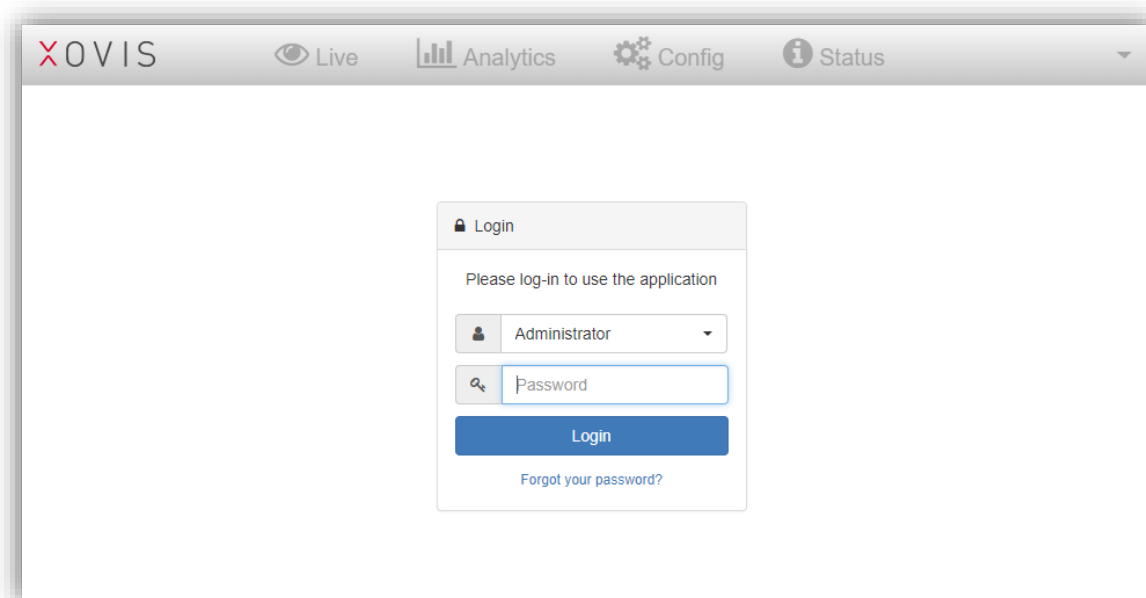 XOVIS Live Analytics Config Status
Login
Please log-in to use the application
Administrator
Password
Login
Forgot your password?